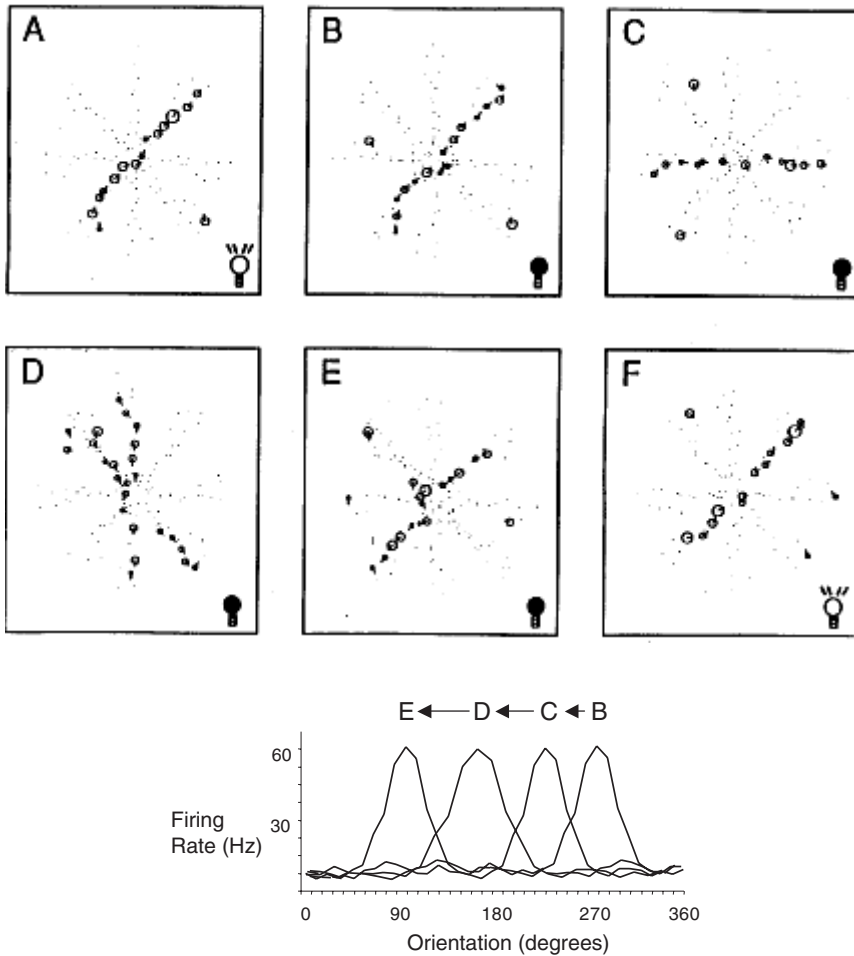 A
B
C
D
E
F
E D C B
60
Firing
Rate (Hz)
30
0 90 180 270 360
Orientation (degrees)